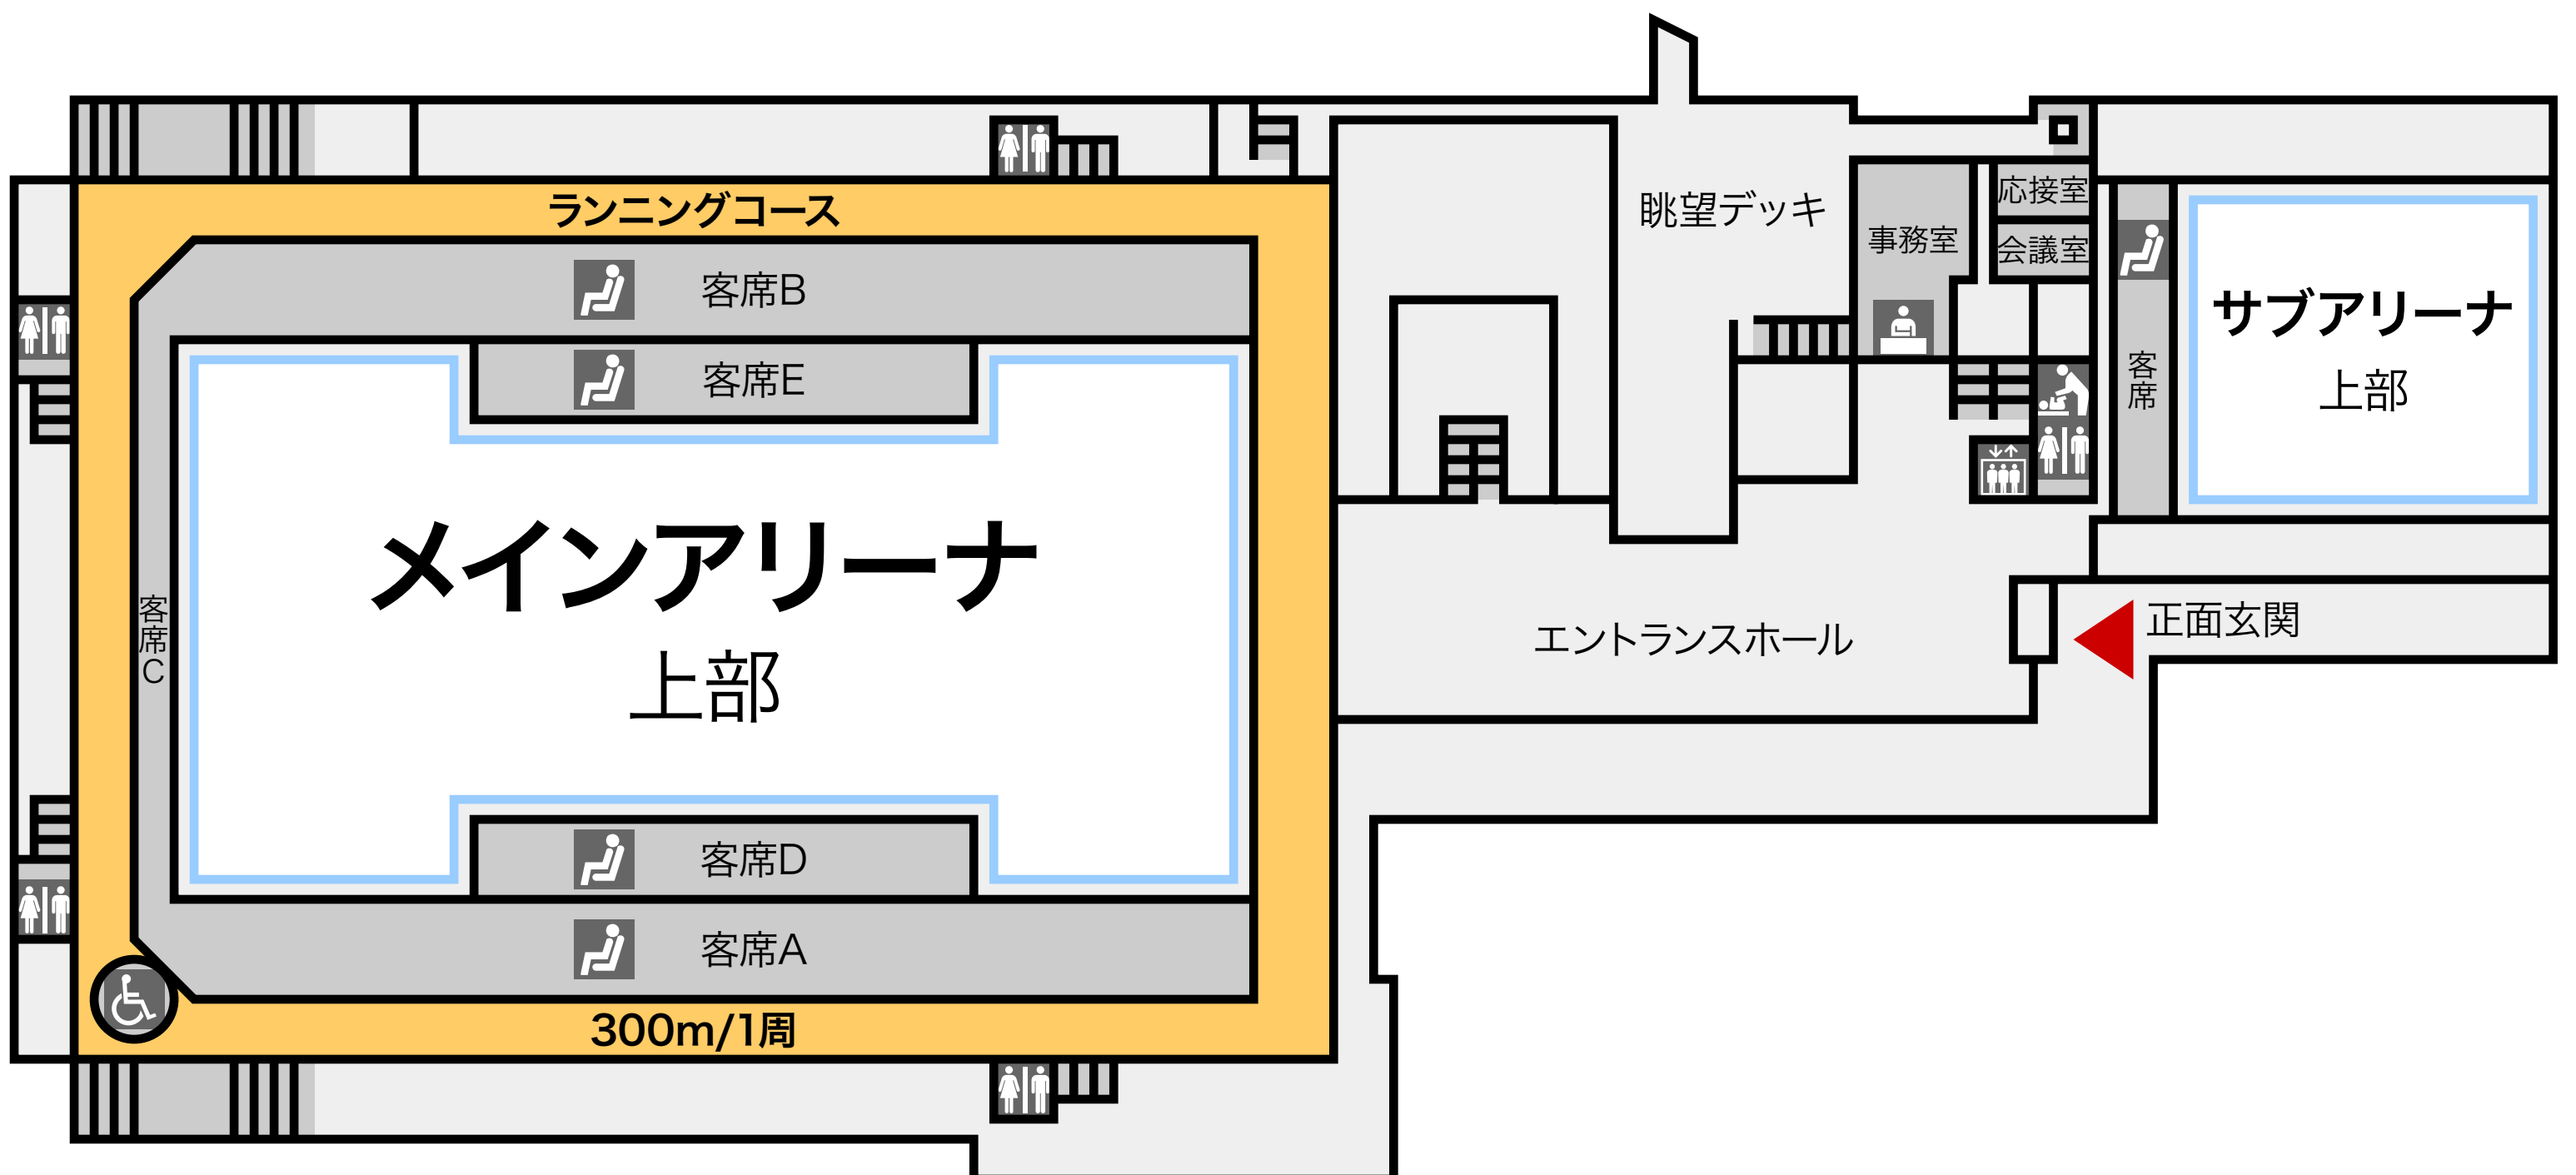 ランニングコース
眺望デッキ
応接室
事務室
会議室
客席B
客席E
サブアリーナ
上部
客席
メインアリーナ
上部
客席C
エントランスホール
正面玄関
客席D
客席A
300m/1周